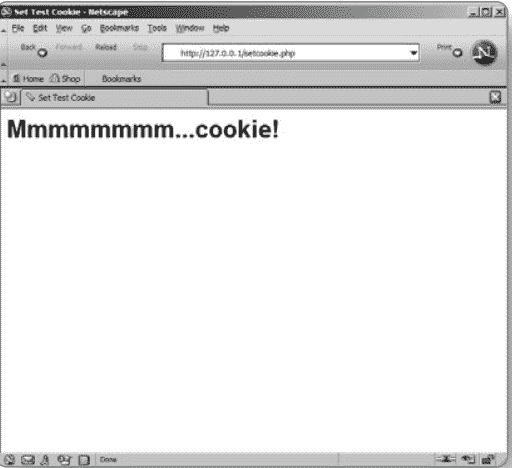 Set Test Cookie - Netscape
File Edit View Go Bookmarks Tools Window Help
Back Forward Reload Stop http://127.0.0.1/setcookie.php Print N
Home Shop Bookmarks
Set Test Cookie
Mmmmmmmm...cookie!
Done